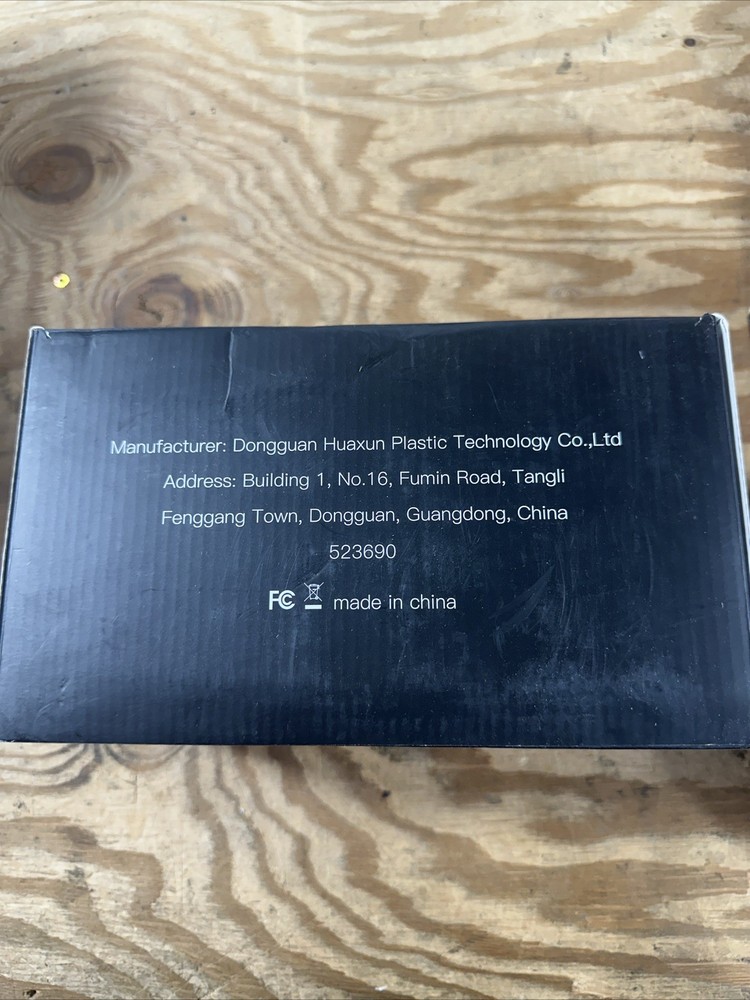 Manufacturer: Dongguan Huaxun Plastic Technology Co.,Ltd
Address: Building 1, No.16, Fumin Road, Tangli
Fenggang Town, Dongguan, Guangdong, China
523690
FC made in china